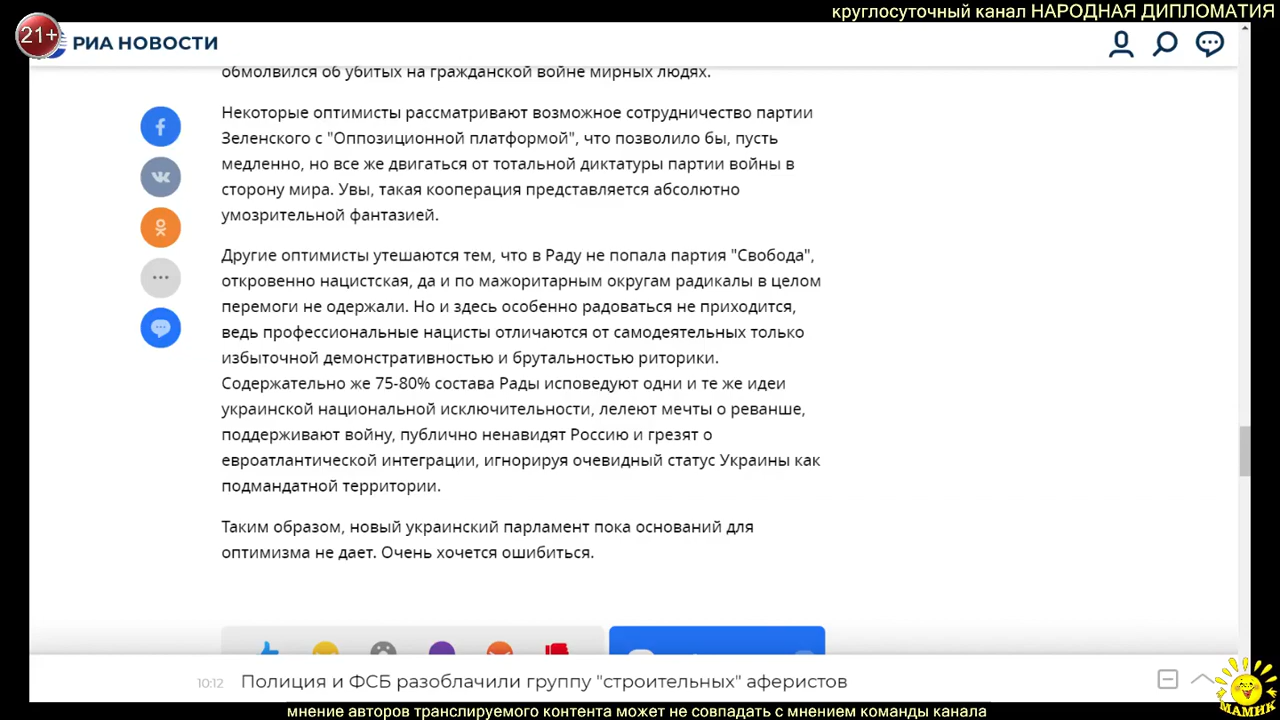 круглосуточный канал НАРОДНАЯ ДИПЛОМАТИЯ
21+
РИА НОВОСТИ
обмолвился об убитых на гражданской войне мирных людях.
Некоторые оптимисты рассматривают возможное сотрудничество партии
Зеленского с "Оппозиционной платформой", что позволило бы, пусть
медленно, но все же двигаться от тотальной диктатуры партии войны в
сторону мира. Увы, такая кооперация представляется абсолютно
умозрительной фантазией.
Другие оптимисты утешаются тем, что в Раду не попала партия "Свобода",
откровенно нацистская, да и по мажоритарным округам радикалы в целом
перемоги не одержали. Но и здесь особенно радоваться не приходится,
ведь профессиональные нацисты отличаются от самодеятельных только
избыточной демонстративностью и брутальностью риторики.
Содержательно же 75-80% состава Рады исповедуют одни и те же идеи
украинской национальной исключительности, лелеют мечты о реванше,
поддерживают войну, публично ненавидят Россию и грезят о
евроатлантической интеграции, игнорируя очевидный статус Украины как
подмандатной территории.
Таким образом, новый украинский парламент пока оснований для
оптимизма не дает. Очень хочется ошибиться.
10:12 Полиция и ФСБ разоблачили группу "строительных" аферистов
МАМИК
мнение авторов транслируемого контента может не совпадать с мнением команды канала